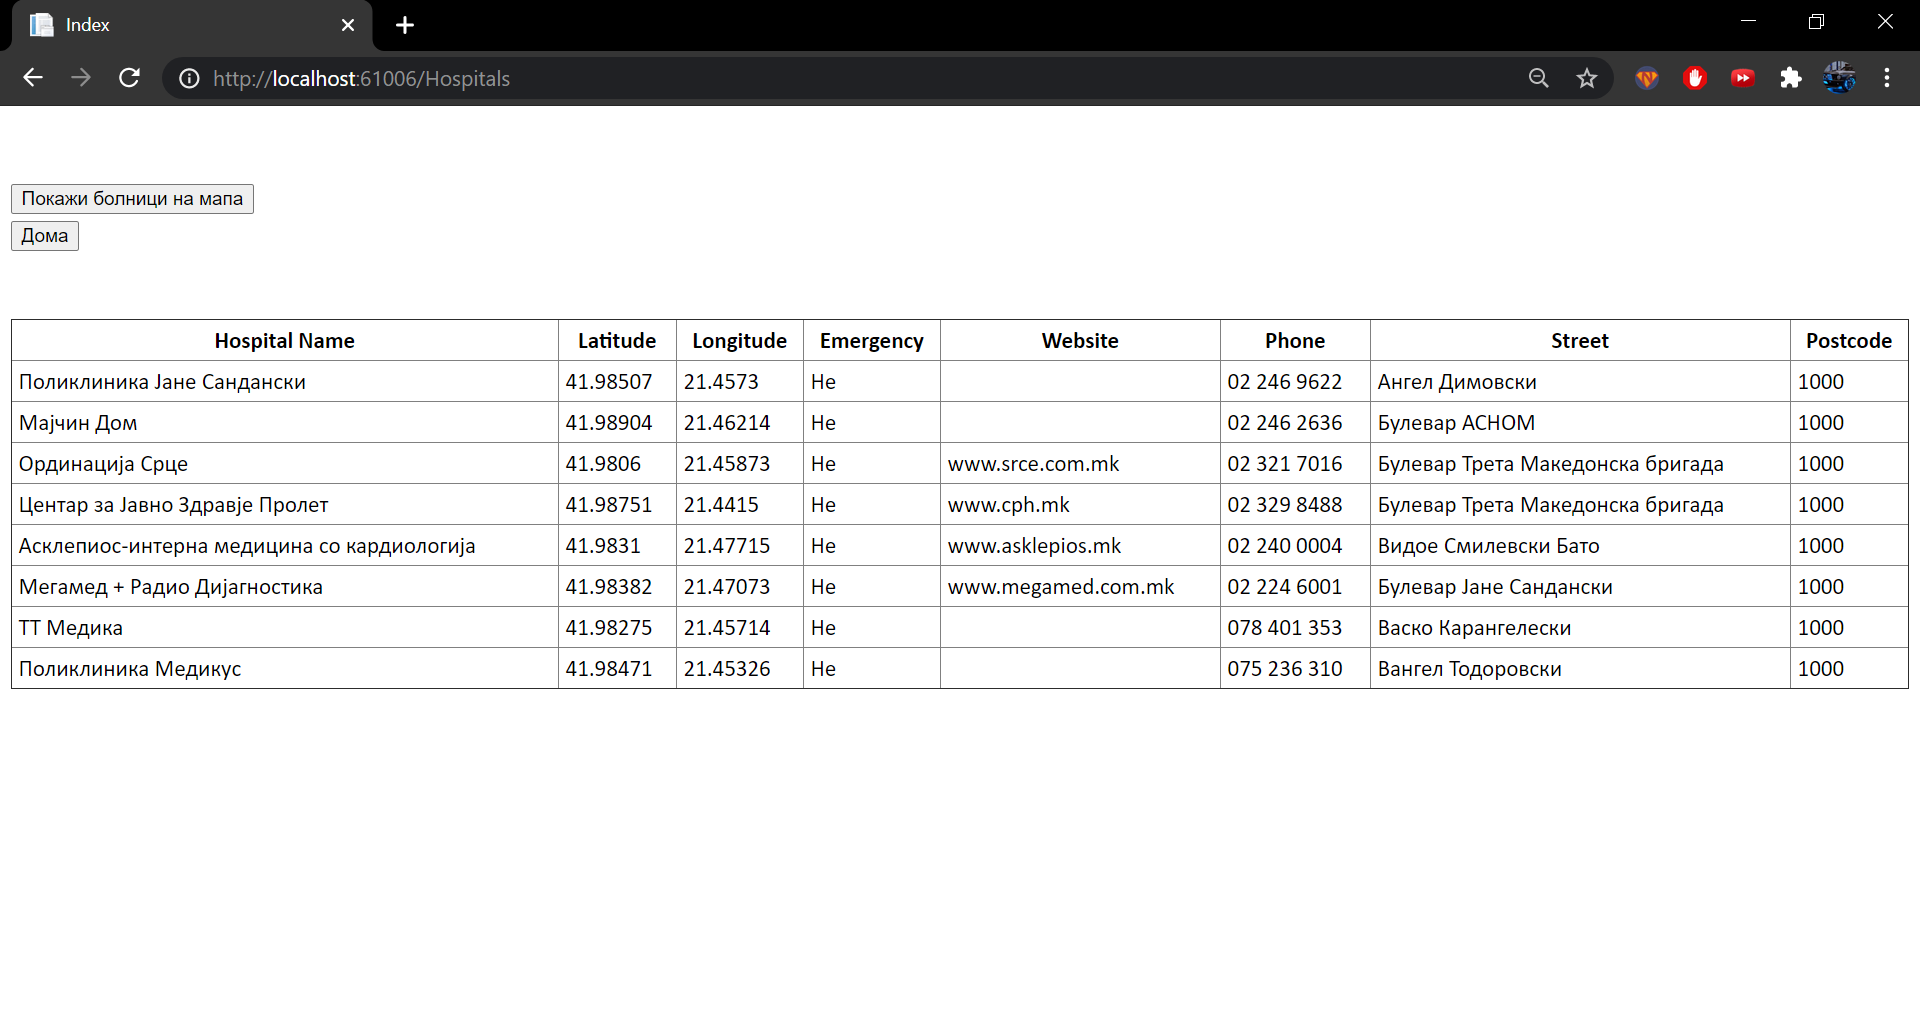 Index
http://localhost:61006/Hospitals
Покажи болници на мапа
Дома
Hospital Name Latitude Longitude Emergency Website Phone Street Postcode
Поликлиника Јане Сандански 41.98507 21.4573 Не 02 246 9622 Ангел Димовски 1000
Мајчин Дом 41.98904 21.46214 Не 02 246 2636 Булевар АСНОМ 1000
Ординација Срце 41.9806 21.45873 Не www.srce.com.mk 02 321 7016 Булевар Трета Македонска бригада 1000
Центар за Јавно Здравје Пролет 41.98751 21.4415 Не www.cph.mk 02 329 8488 Булевар Трета Македонска бригада 1000
Асклепиос-интерна медицина со кардиологија 41.9831 21.47715 Не www.asklepios.mk 02 240 0004 Видое Смилевски Бато 1000
Мегамед + Радио Дијагностика 41.98382 21.47073 Не www.megamed.com.mk 02 224 6001 Булевар Јане Сандански 1000
ТТ Медика 41.98275 21.45714 Не 078 401 353 Васко Карангелески 1000
Поликлиника Медикус 41.98471 21.45326 Не 075 236 310 Вангел Тодоровски 1000